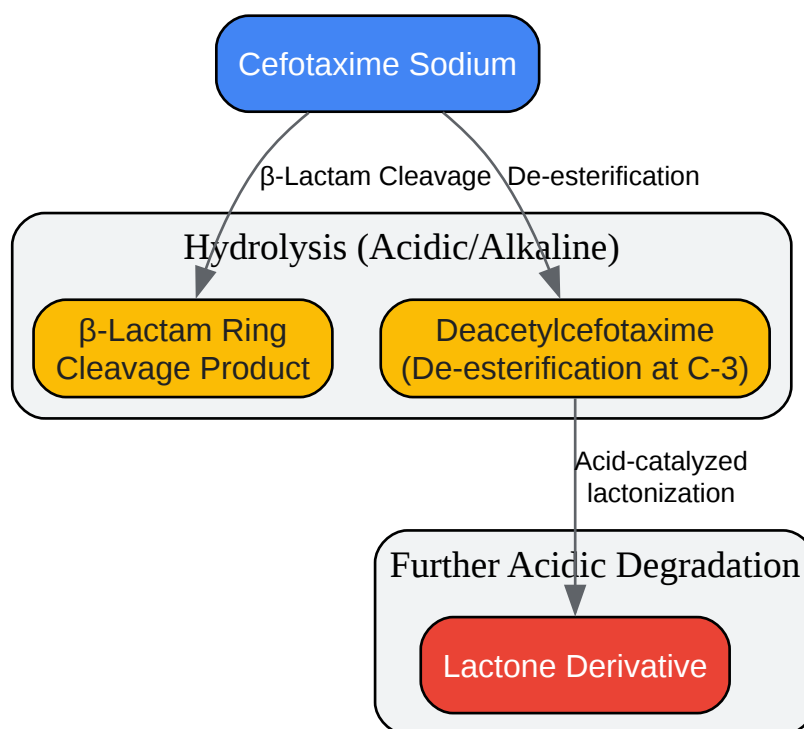 Cefotaxime Sodium
β-Lactam Cleavage
De-esterification
Hydrolysis (Acidic/Alkaline)
β-Lactam Ring
Cleavage Product
Deacetylcefotaxime
(De-esterification at C-3)
Acid-catalyzed
lactonization
Further Acidic Degradation
Lactone Derivative